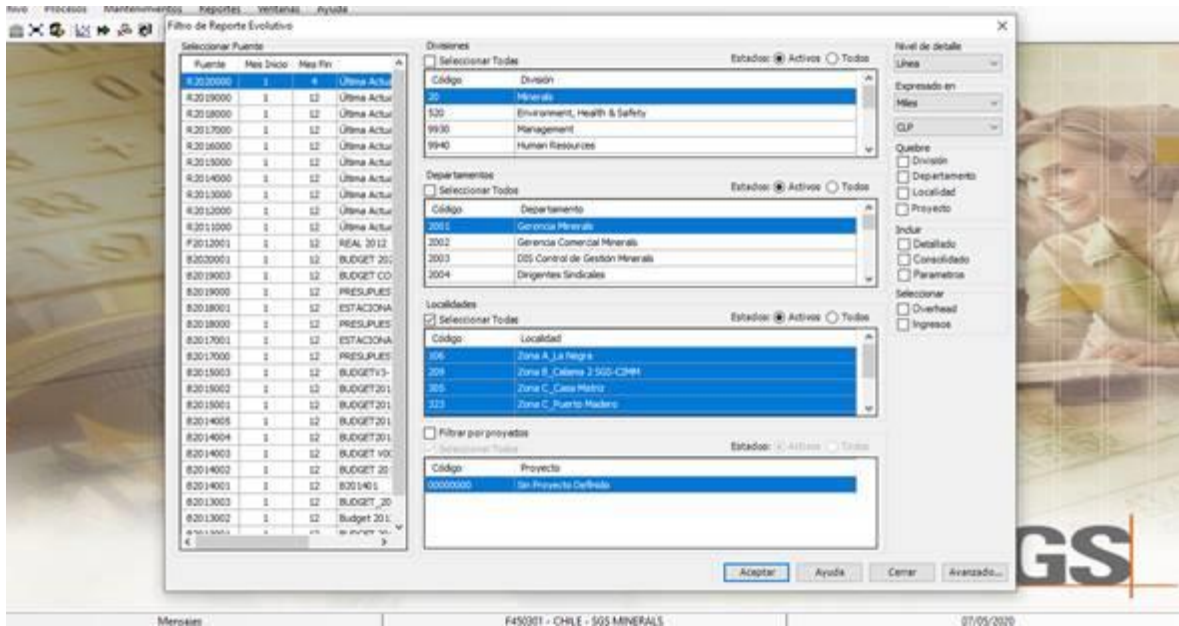 Procesos Mantenimientos Reportes Ventanas Ayuda
Filtro de Reporte Evolutivo
Seleccionar Fuente
Fuente Mes Inicio Mes Fin
R2020000 1 4 Última Actua
R2019000 1 12 Última Actua
R2018000 1 12 Última Actua
R2017000 1 12 Última Actua
R2016000 1 12 Última Actua
R2015000 1 12 Última Actua
R2014000 1 12 Última Actua
R2013000 1 12 Última Actua
R2012000 1 12 Última Actua
R2011000 1 12 Última Actua
P2012001 1 12 REAL 2012
B2020001 1 12 BUDGET 202
B2019003 1 12 BUDGET CO
B2019000 1 12 PRESUPUES
B2018001 1 12 ESTACIONA
B2018000 1 12 PRESUPUES
B2017001 1 12 ESTACIONA
B2017000 1 12 PRESUPUES
B2015003 1 12 BUDGETV3-
B2015002 1 12 BUDGET201
B2015001 1 12 BUDGET201
B2014005 1 12 BUDGET201
B2014004 1 12 BUDGET201
B2014003 1 12 BUDGET V0
B2014002 1 12 BUDGET 20
B2014001 1 12 B201401
B2013003 1 12 BUDGET_20
B2013002 1 12 Budget 201
Divisiones
Seleccionar Todas Estados: Activos Todos
Código División
20 Minerals
520 Environment, Health & Safety
9930 Management
9940 Human Resources
Departamentos
Seleccionar Todos Estados: Activos Todos
Código Departamento
2001 Gerencia Minerals
2002 Gerencia Comercial Minerals
2003 DIS Control de Gestión Minerals
2004 Dirigentes Sindicales
Localidades
Seleccionar Todas Estados: Activos Todos
Código Localidad
106 Zona A_La Negra
209 Zona B_Calama 2 SGS-CIMM
305 Zona C_Casa Matriz
323 Zona C_Puerto Madero
Filtrar por proyectos
Seleccionar Todos Estados: Activos Todos
Código Proyecto
00000000 Sin Proyecto Definido
Nivel de detalle
Línea
Expresado en
Miles
CLP
Quiebre
División
Departamento
Localidad
Proyecto
Incluir
Detallado
Consolidado
Parametros
Seleccionar
Overhead
Ingresos
Aceptar Ayuda Cerrar Avanzado...
GS
Mensajes F450301 - CHILE - SGS MINERALS 07/05/2020